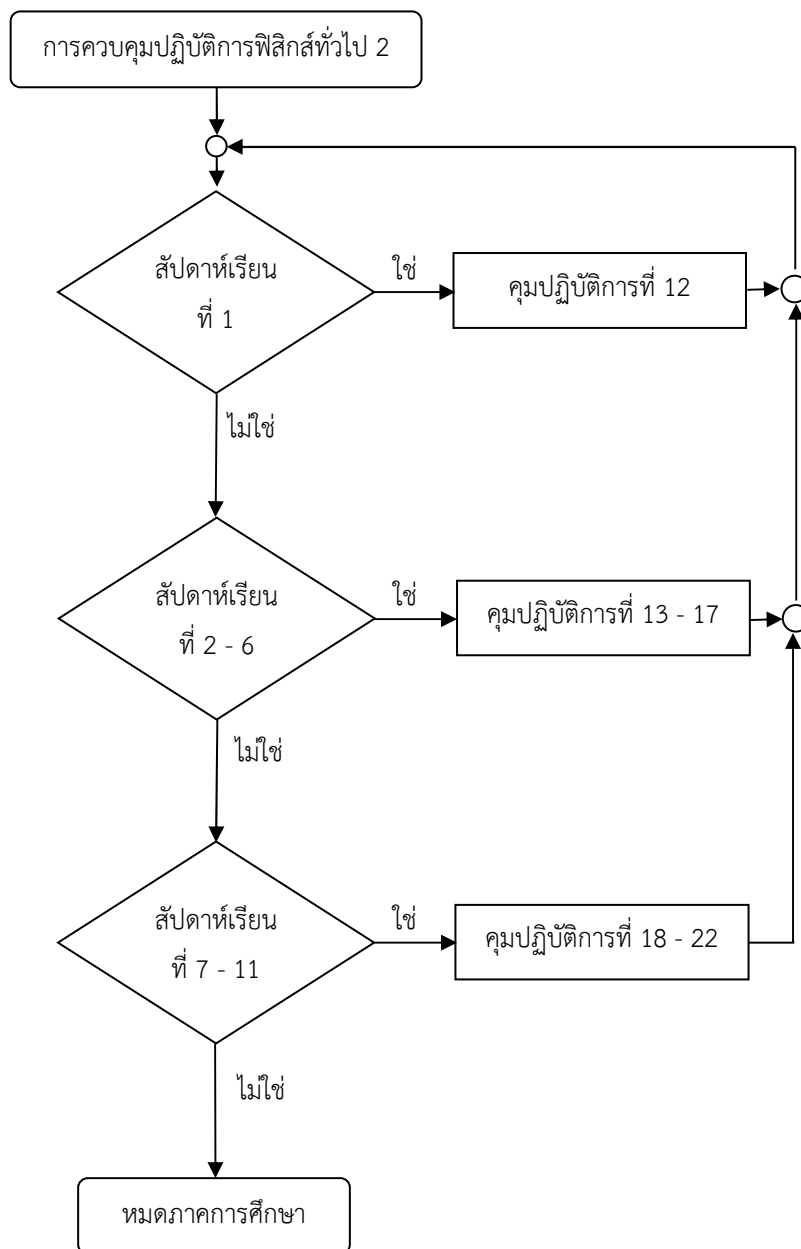 การควบคุมปฏิบัติการฟิสิกส์ทั่วไป 2
สัปดาห์เรียน
ที่ 1
ใช่
คุมปฏิบัติการที่ 12
ไม่ใช่
สัปดาห์เรียน
ที่ 2 - 6
ใช่
คุมปฏิบัติการที่ 13 - 17
ไม่ใช่
สัปดาห์เรียน
ที่ 7 - 11
ใช่
คุมปฏิบัติการที่ 18 - 22
ไม่ใช่
หมดภาคการศึกษา